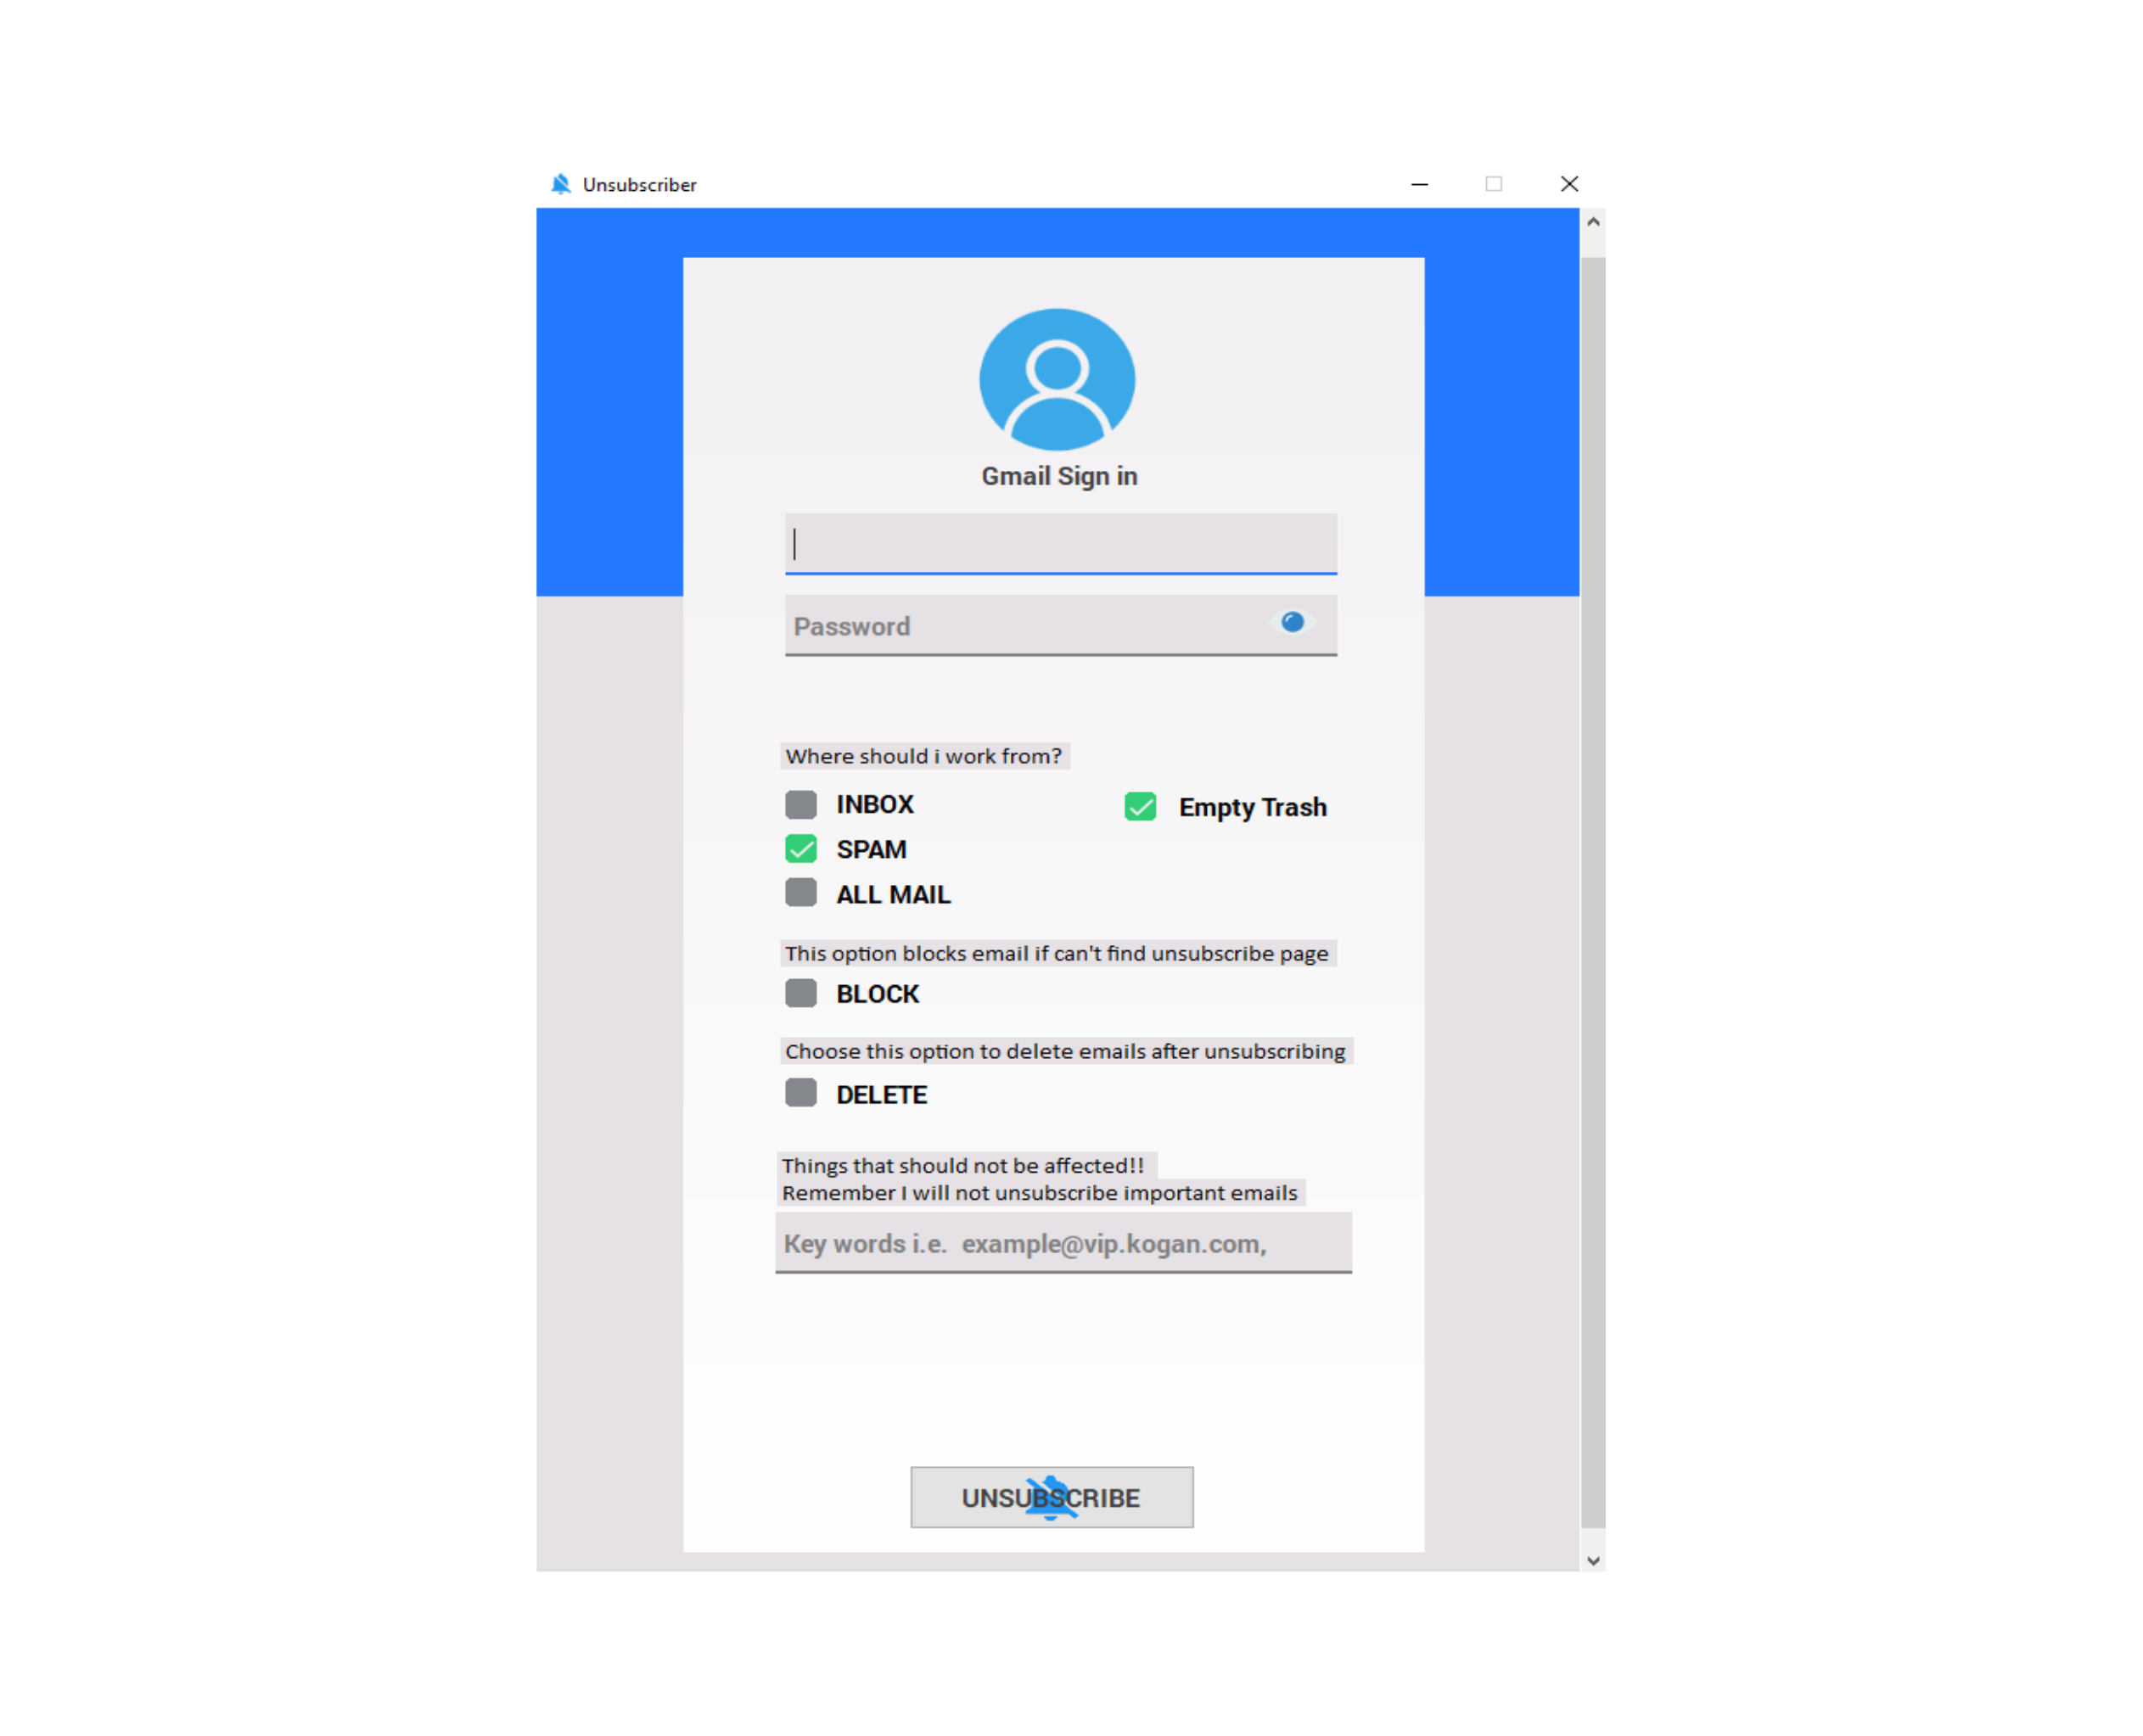 Unsubscriber
Gmail Sign in
Password
Where should i work from?
INBOX
Empty Trash
SPAM
ALL MAIL
This option blocks email if can't find unsubscribe page
BLOCK
Choose this option to delete emails after unsubscribing
DELETE
Things that should not be affected!!
Remember I will not unsubscribe important emails
Key words i.e.  example@vip.kogan.com,
UNSUBSCRIBE